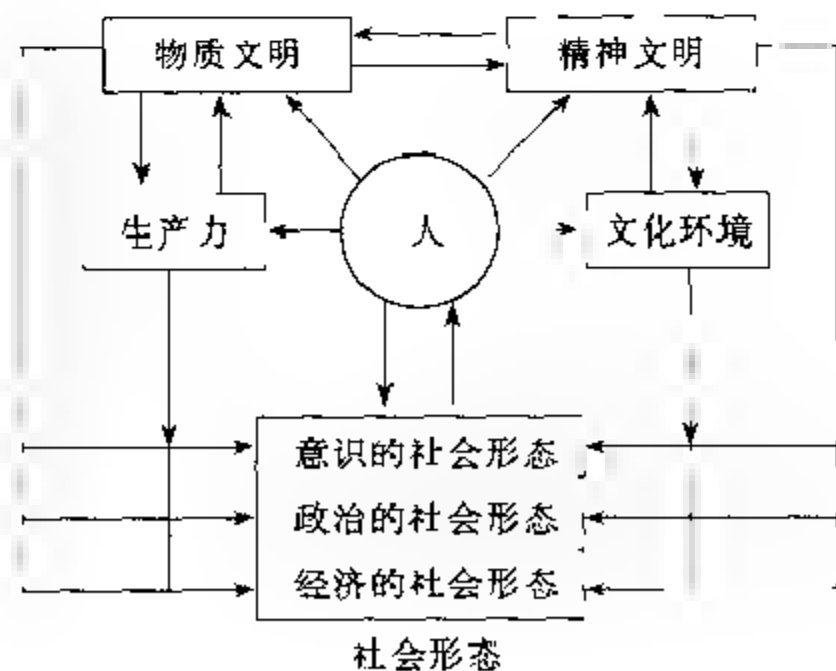 物质文明
精神文明
生产力
人
文化环境
意识的社会形态
政治的社会形态
经济的社会形态
社会形态